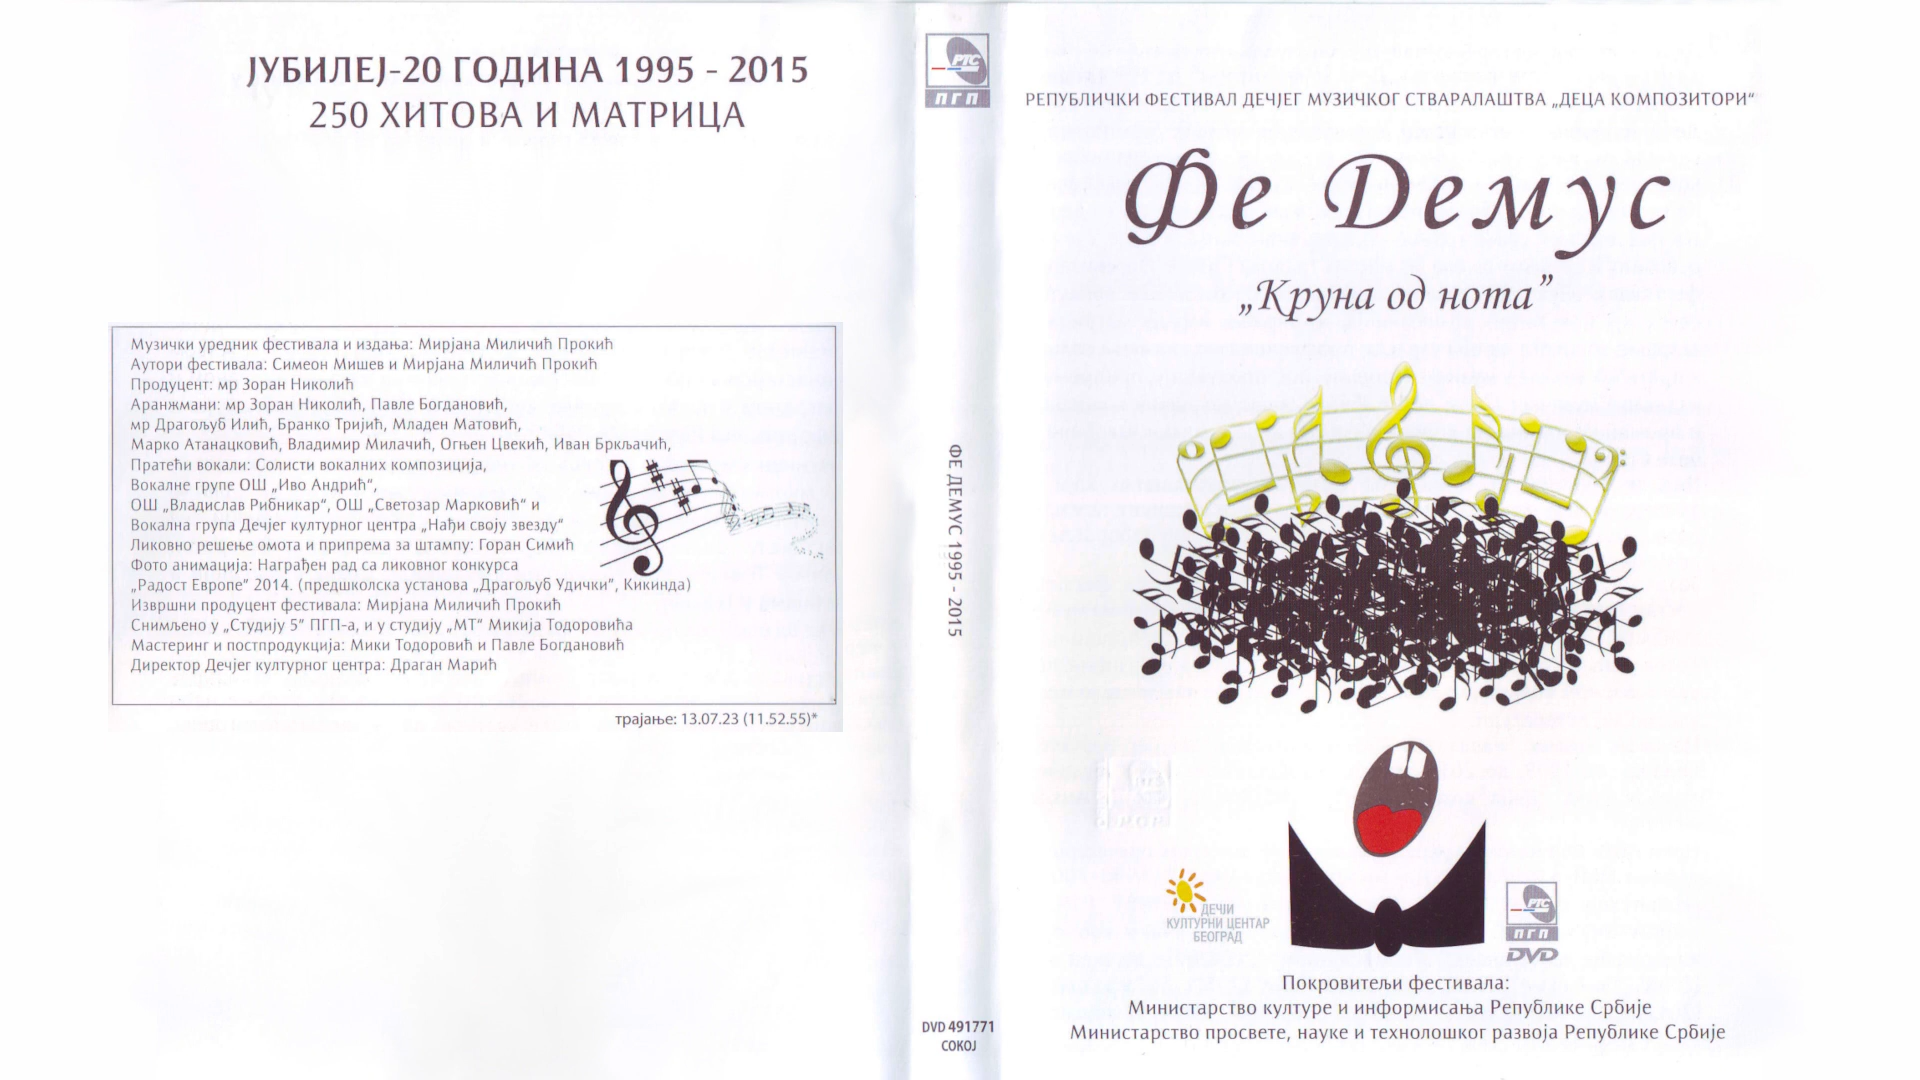 ЈУБИЛЕЈ-20 ГОДИНА 1995 - 2015
250 ХИТОВА И МАТРИЦА
Музички уредник фестивала и издања: Мирјана Миличић Прокић
Аутори фестивала: Симеон Мишев и Мирјана Миличић Прокић
Продуцент: мр Зоран Николић
Аранжмани: мр Зоран Николић, Павле Богдановић,
мр Драгољуб Илић, Бранко Тријић, Младен Матовић,
Марко Атанацковић, Владимир Милачић, Огњен Цвекић, Иван Бркљачић,
Пратећи вокали: Солисти вокалних композиција,
Вокалне групе ОШ „Иво Андрић“,
ОШ „Владислав Рибникар“, ОШ „Светозар Марковић“ и
Вокална група Дечјег културног центра „Нађи своју звезду“
Ликовно решење омота и припрема за штампу: Горан Симић
Фото анимација: Награђен рад са ликовног конкурса
„Радост Европе” 2014. (предшколска установа „Драгољуб Удички”, Кикинда)
Извршни продуцент фестивала: Мирјана Миличић Прокић
Снимљено у „Студију 5” ПГП-а, и у студију „МТ“ Микија Тодоровића
Мастеринг и постпродукција: Мики Тодоровић и Павле Богдановић
Директор Дечјег културног центра: Драган Марић
трајање: 13.07.23 (11.52.55)*
РТС
ПГП
ФЕ ДЕМУС 1995 - 2015
DVD 491771
СОКОЈ
РЕПУБЛИЧКИ ФЕСТИВАЛ ДЕЧЈЕГ МУЗИЧКОГ СТВАРАЛАШТВА „ДЕЦА КОМПОЗИТОРИ“
Фе Демус
„Круна од нота”
ДЕЧЈИ
КУЛТУРНИ ЦЕНТАР
БЕОГРАД
РТС
ПГП
DVD
Покровитељи фестивала:
Министарство културе и информисања Републике Србије
Министарство просвете, науке и технолошког развоја Републике Србије